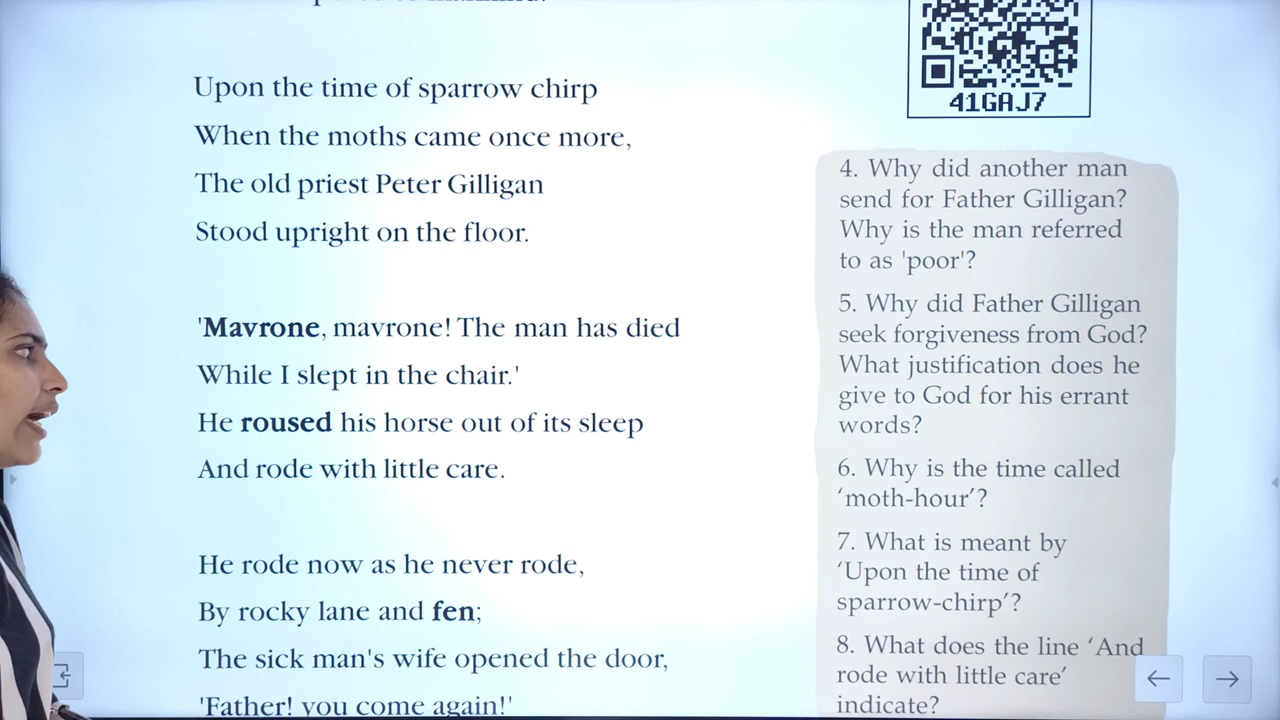 Upon the time of sparrow chirp
When the moths came once more,
The old priest Peter Gilligan
Stood upright on the floor.
'Mavrone, mavrone! The man has died
While I slept in the chair.'
He roused his horse out of its sleep
And rode with little care.
He rode now as he never rode,
By rocky lane and fen;
The sick man's wife opened the door,
'Father! you come again!'
41GAJ7
4. Why did another man
send for Father Gilligan?
Why is the man referred
to as 'poor'?
5. Why did Father Gilligan
seek forgiveness from God?
What justification does he
give to God for his errant
words?
6. Why is the time called
‘moth-hour’?
7. What is meant by
‘Upon the time of
sparrow-chirp’?
8. What does the line ‘And
rode with little care’
indicate?